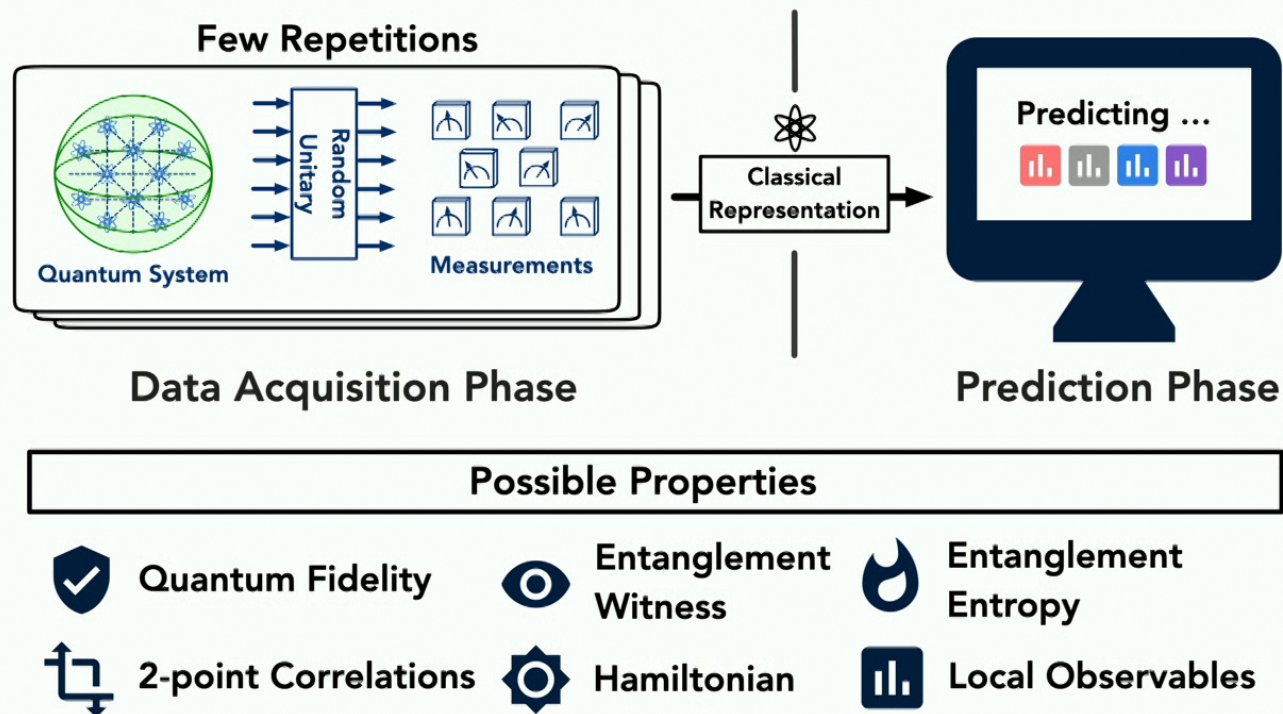 Few Repetitions
Quantum System
Random
Unitary
Measurements
Classical
Representation
Predicting ...
Data Acquisition Phase
Prediction Phase
Possible Properties
Quantum Fidelity
Entanglement
Witness
Entanglement
Entropy
2-point Correlations
Hamiltonian
Local Observables